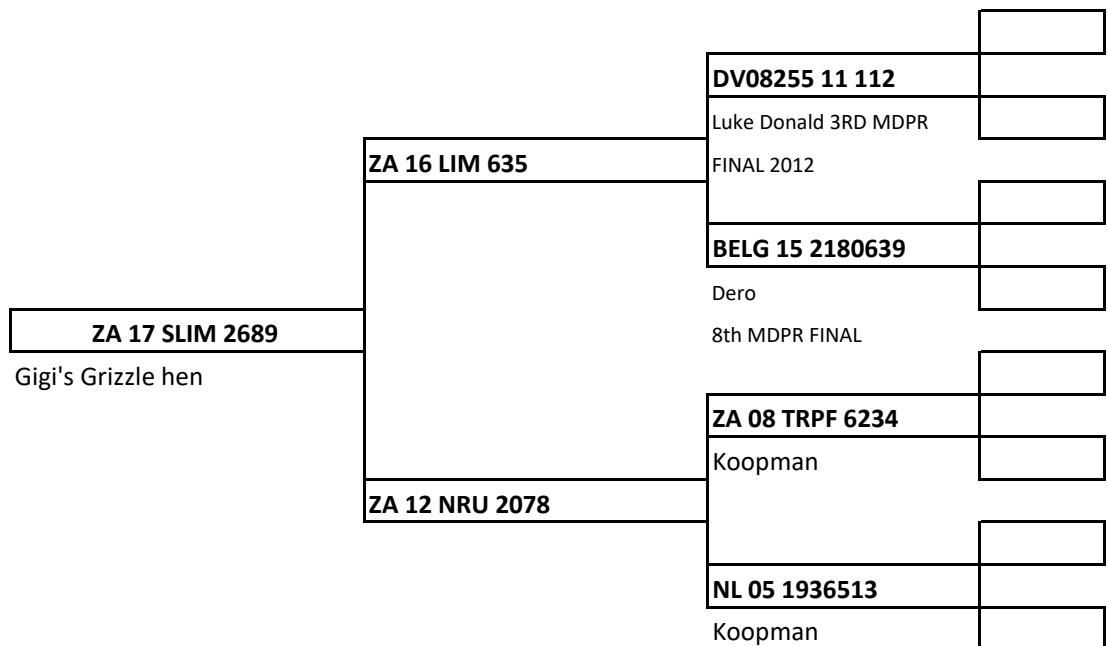 DV08255 11 112
Luke Donald 3RD MDPR
FINAL 2012
ZA 16 LIM 635
BELG 15 2180639
Dero
8th MDPR FINAL
ZA 17 SLIM 2689
Gigi's Grizzle hen
ZA 08 TRPF 6234
Koopman
ZA 12 NRU 2078
NL 05 1936513
Koopman